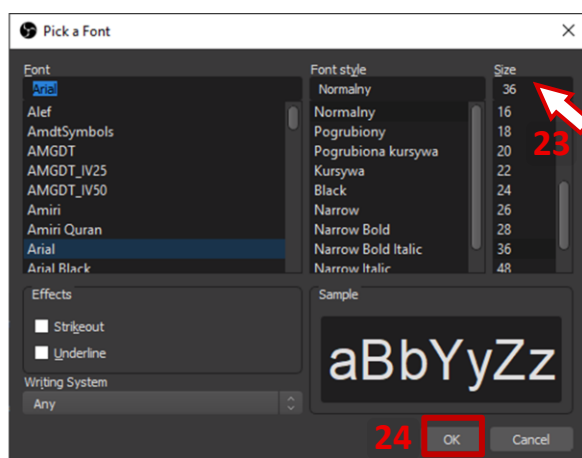 Pick a Font
Font
Font style
Size
Arial
Normalny
36
Alef
AmdtSymbols
AMGDT
AMGDT_IV25
AMGDT_IV50
Amiri
Amiri Quran
Arial
Arial Black
Normalny
Pogrubiony
Pogrubiona kursywa
Kursywa
Black
Narrow
Narrow Bold
Narrow Bold Italic
Narrow Italic
16
18
20
22
24
26
28
36
48
23
Effects
Strikeout
Underline
Sample
aBbYyZz
Writing System
Any
24
OK
Cancel